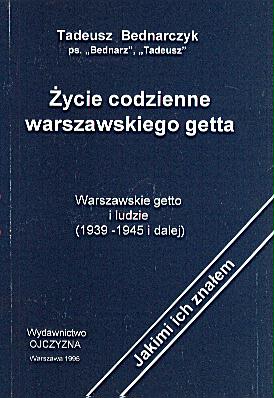 Tadeusz Bednarczyk
ps. „Bednarz”, „Tadeusz”
Życie codzienne
warszawskiego getta
Warszawskie getto
i ludzie
(1939 -1945 i dalej)
Jakimi ich znałem
Wydawnictwo
OJCZYZNA
Warszawa 1996